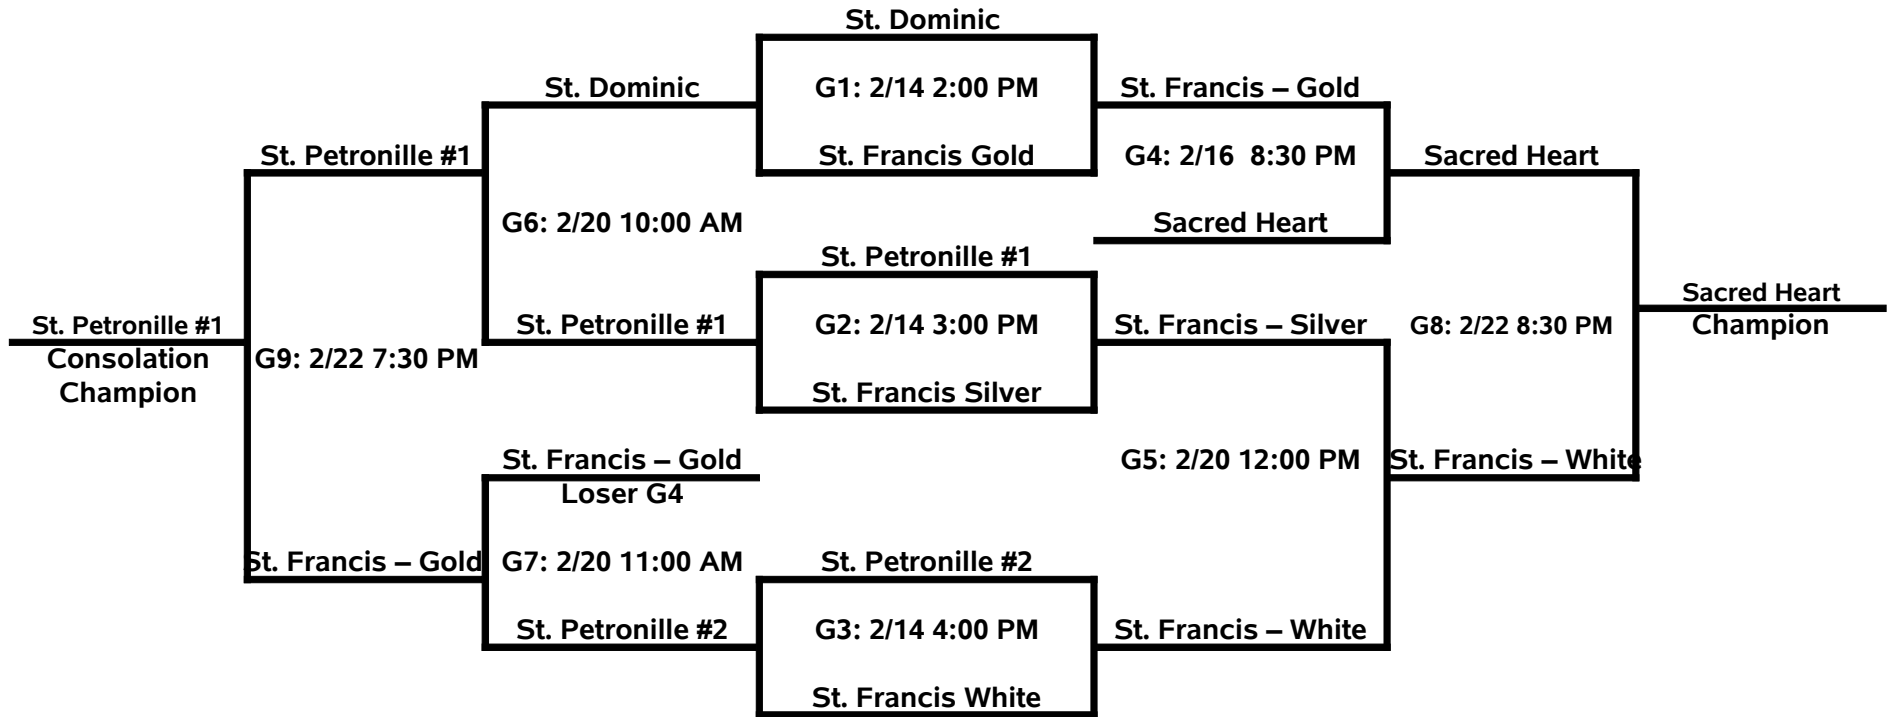 St. Dominic
St. Dominic
G1: 2/14 2:00 PM
St. Francis – Gold
St. Petronille #1
St. Francis Gold
G4: 2/16 8:30 PM
Sacred Heart
G6: 2/20 10:00 AM
Sacred Heart
St. Petronille #1
Sacred Heart
St. Petronille #1
St. Petronille #1
G2: 2/14 3:00 PM
St. Francis – Silver
G8: 2/22 8:30 PM
Champion
Consolation
G9: 2/22 7:30 PM
Champion
St. Francis Silver
St. Francis – Gold
G5: 2/20 12:00 PM
St. Francis – White
Loser G4
St. Francis – Gold
G7: 2/20 11:00 AM
St. Petronille #2
St. Petronille #2
G3: 2/14 4:00 PM
St. Francis – White
St. Francis White